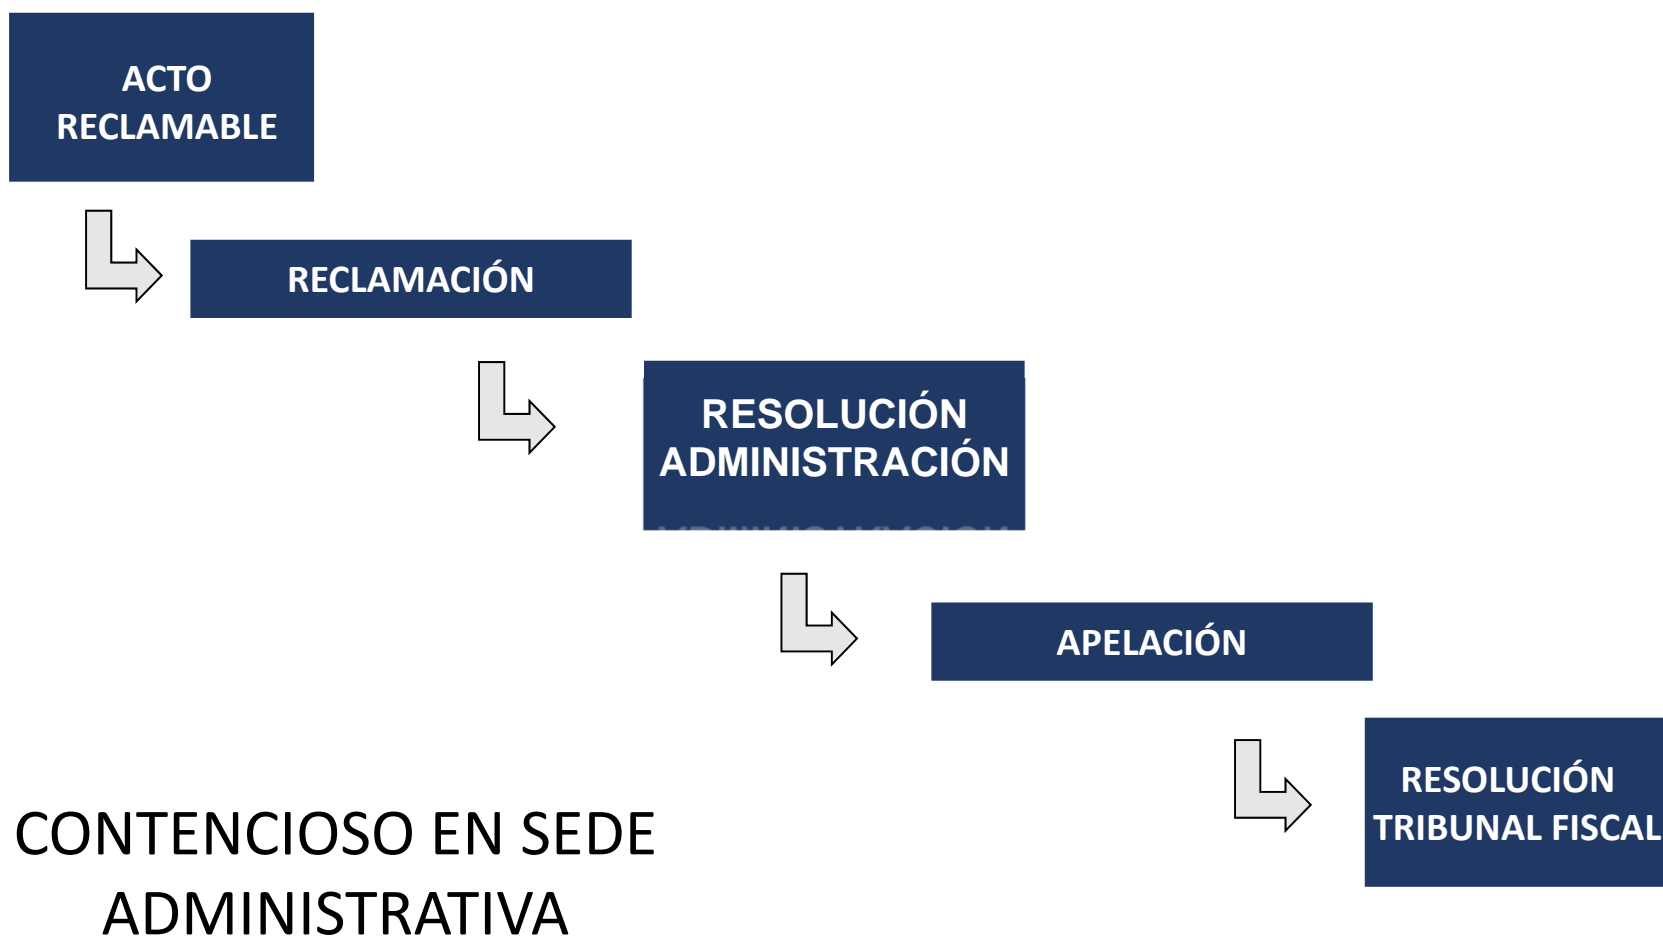 ACTO
RECLAMABLE
RECLAMACIÓN
RESOLUCIÓN
ADMINISTRACIÓN
APELACIÓN
RESOLUCIÓN
TRIBUNAL FISCAL
CONTENCIOSO EN SEDE
ADMINISTRATIVA